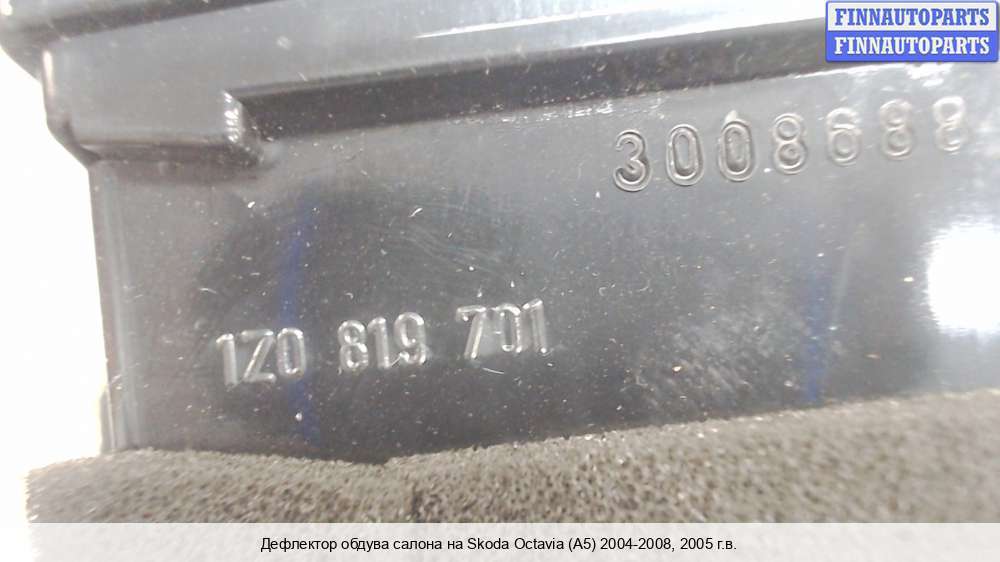 FINNAUTOPARTS
FINNAUTOPARTS
3008688
1Z0 819 701
Дефлектор обдува салона на Skoda Octavia (A5) 2004-2008, 2005 г.в.